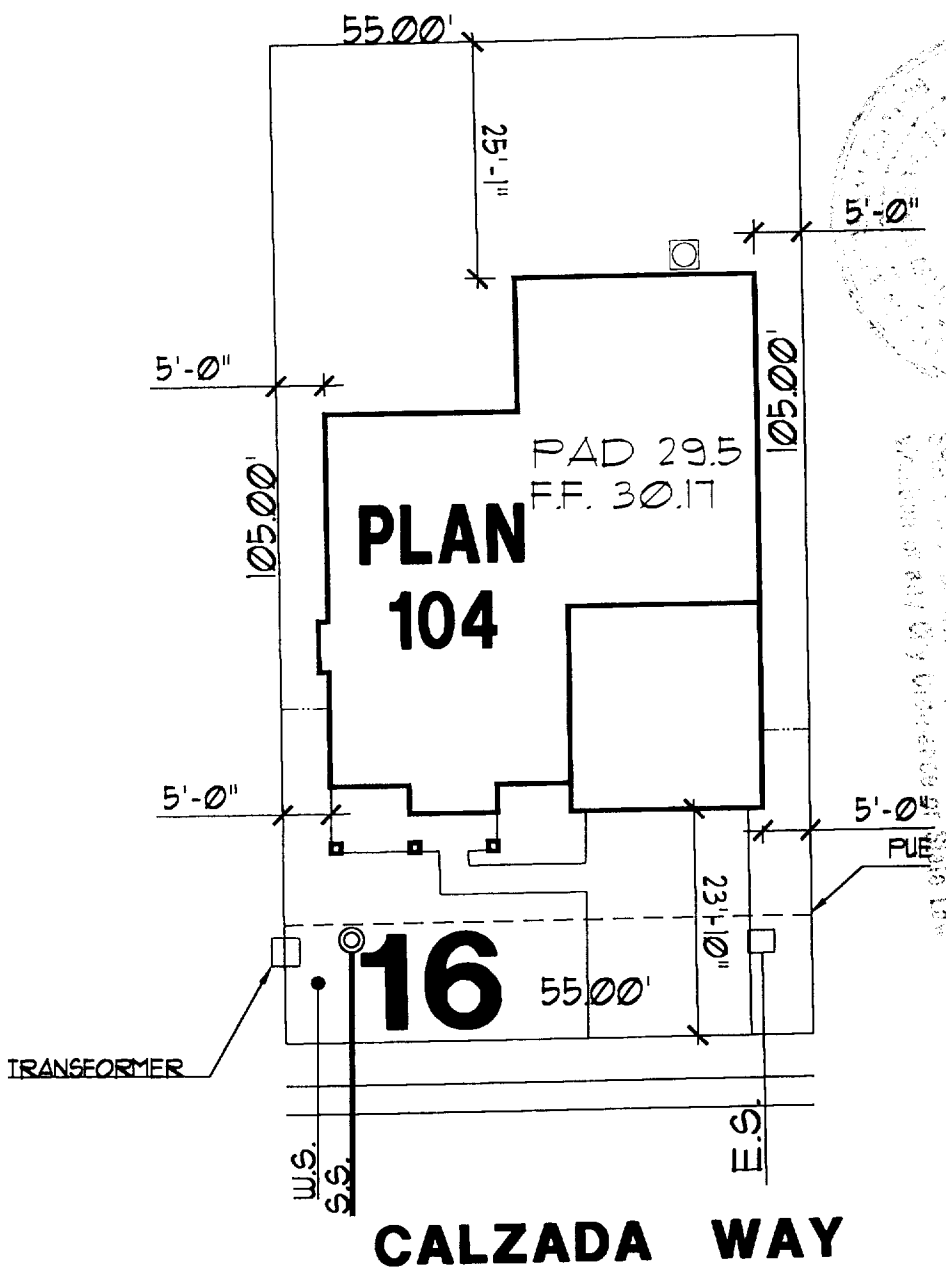 55.00'
25'-1"
5'-0"
5'-0"
105.00'
105.00'
PAD 29.5
F.F. 30.17
PLAN
104
5'-0"
5'-0"
PUE
23'-10"
16
55.00'
TRANSFORMER
W.S.
S.S.
E.S.
CALZADA WAY